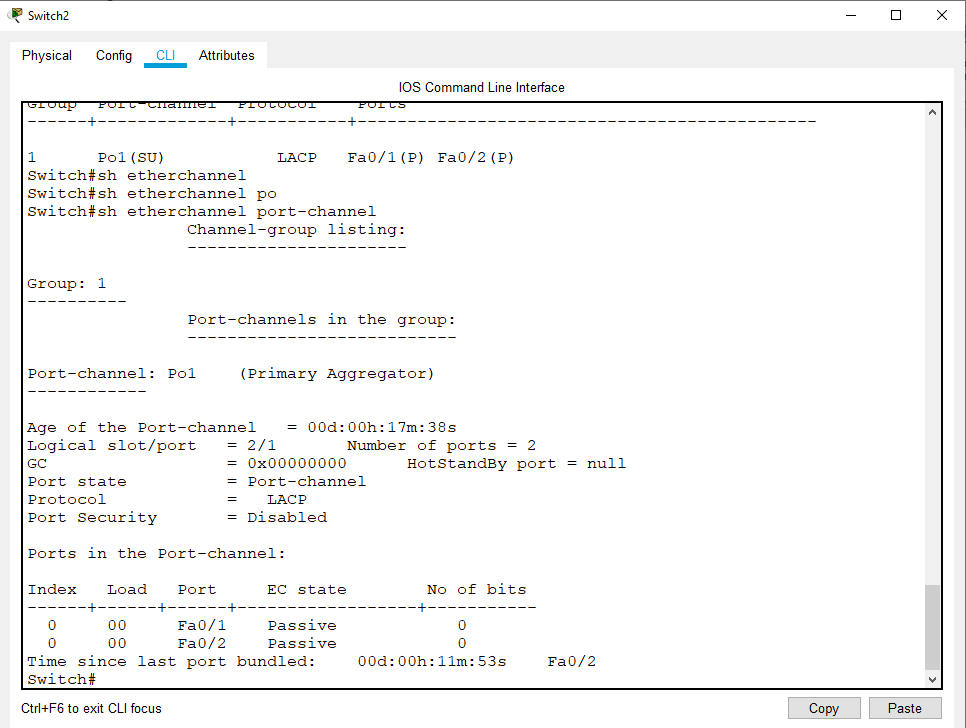 Switch2
Physical Config CLI Attributes
IOS Command Line Interface
Group  Port-channel  Protocol    Ports
------+-------------+-----------+----------------------------------------------
1      Po1(SU)           LACP   Fa0/1(P) Fa0/2(P)
Switch#sh etherchannel
Switch#sh etherchannel po
Switch#sh etherchannel port-channel
                Channel-group listing:
                ----------------------
Group: 1
----------
                Port-channels in the group:
                ---------------------------
Port-channel: Po1    (Primary Aggregator)
------------
Age of the Port-channel   = 00d:00h:17m:38s
Logical slot/port   = 2/1       Number of ports = 2
GC                  = 0x00000000      HotStandBy port = null
Port state          = Port-channel
Protocol            =   LACP
Port Security       = Disabled
Ports in the Port-channel:
Index   Load   Port     EC state        No of bits
------+------+------+------------------+-----------
  0     00     Fa0/1    Passive            0
  0     00     Fa0/2    Passive            0
Time since last port bundled:    00d:00h:11m:53s    Fa0/2
Switch#
Ctrl+F6 to exit CLI focus
Copy
Paste